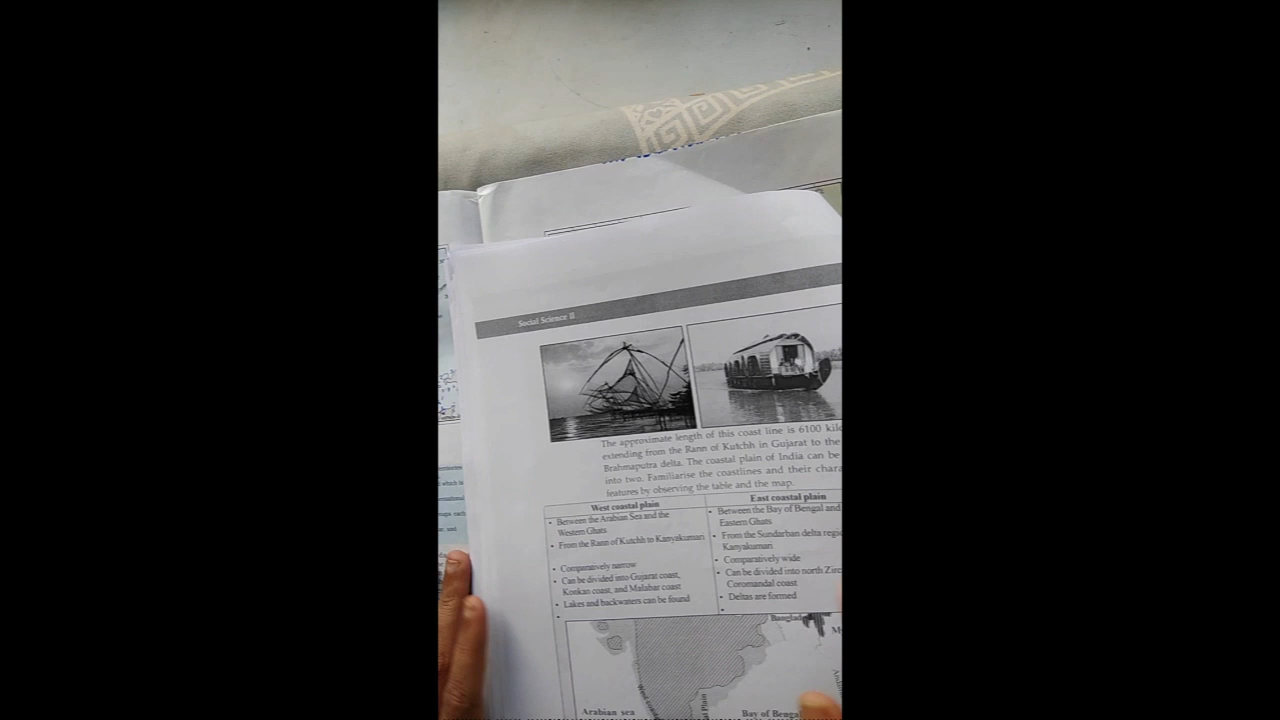 Social Science II
The approximate length of this coast line is 6100 kilo
extending from the Rann of Kutchh in Gujarat to the
Brahmaputra delta. The coastal plain of India can be
into two. Familiarise the coastlines and their chara
features by observing the table and the map.
West coastal plain
• Between the Arabian Sea and the
Western Ghats
• From the Rann of Kutchh to Kanyakumari
• Comparatively narrow
• Can be divided into Gujarat coast,
Konkan coast, and Malabar coast
• Lakes and backwaters can be found
East coastal plain
• Between the Bay of Bengal and
Eastern Ghats
• From the Sundarban delta regi
Kanyakumari
• Comparatively wide
• Can be divided into north Zirc
Coromandal coast
• Deltas are formed
Banglad
Arabian sea
Plain
Bay of Benga